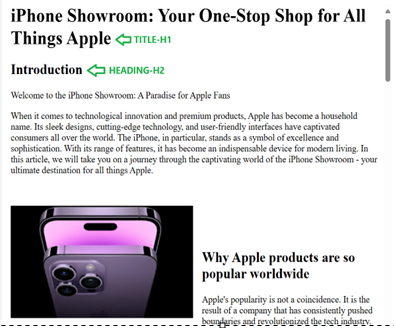 iPhone Showroom: Your One-Stop Shop for All
Things Apple TITLE-H1
Introduction HEADING-H2
Welcome to the iPhone Showroom: A Paradise for Apple Fans
When it comes to technological innovation and premium products, Apple has become a household
name. Its sleek designs, cutting-edge technology, and user-friendly interfaces have captivated
consumers all over the world. The iPhone, in particular, stands as a symbol of excellence and
sophistication. With its range of features, it has become an indispensable device for modern living. In
this article, we will take you on a journey through the captivating world of the iPhone Showroom - your
ultimate destination for all things Apple.
Why Apple products are so
popular worldwide
Apple's popularity is not a coincidence. It is the
result of a company that has consistently pushed
boundaries and revolutionized the tech industry.